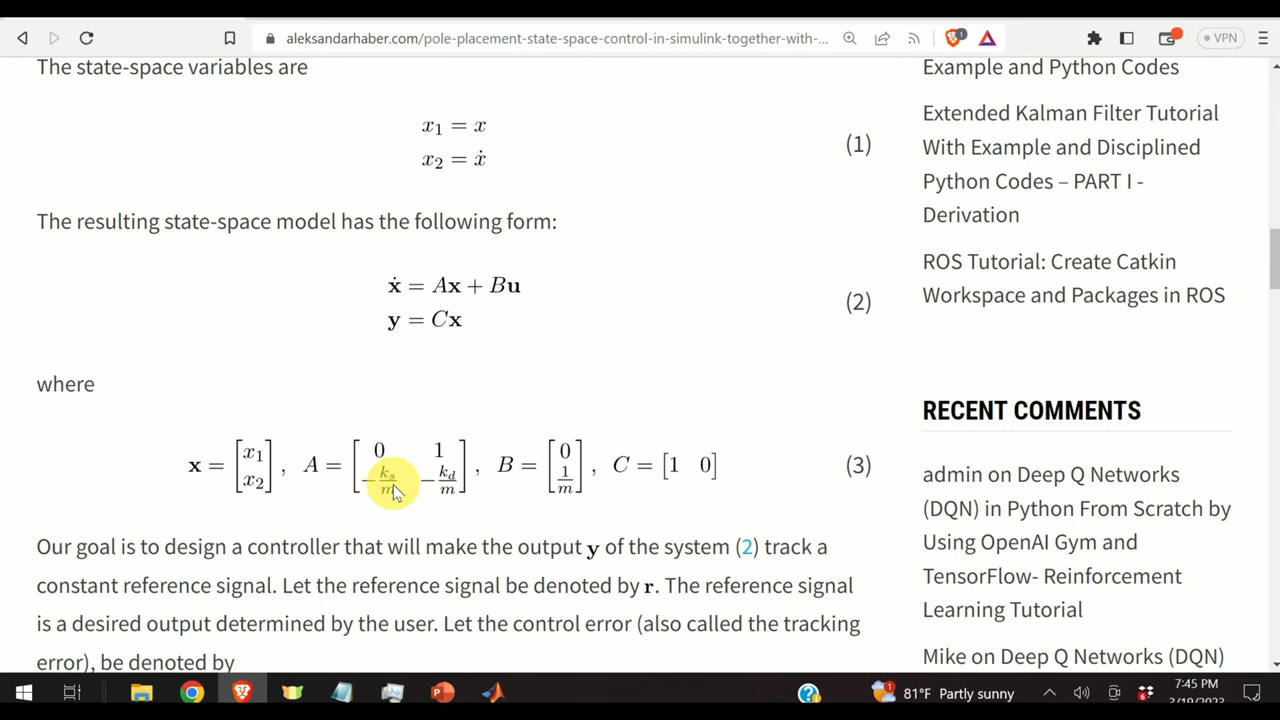 aleksandarhaber.com/pole-placement-state-space-control-in-simulink-together-with-...
1
VPN
The state-space variables are
x₁ = x
x₂ = ẋ
(1)
The resulting state-space model has the following form:
ẋ = Ax + Bu
y = Cx
(2)
where
x = [x₁ x₂], A = [0 1 −kₛ/m −k_d/m], B = [0 1/m], C = [1 0]
(3)
Our goal is to design a controller that will make the output y of the system (2) track a
constant reference signal. Let the reference signal be denoted by r. The reference signal
is a desired output determined by the user. Let the control error (also called the tracking
error), be denoted by
Example and Python Codes
Extended Kalman Filter Tutorial
With Example and Disciplined
Python Codes – PART I -
Derivation
ROS Tutorial: Create Catkin
Workspace and Packages in ROS
RECENT COMMENTS
admin on Deep Q Networks
(DQN) in Python From Scratch by
Using OpenAI Gym and
TensorFlow- Reinforcement
Learning Tutorial
Mike on Deep Q Networks (DQN)
81°F Partly sunny
7:45 PM
3/19/2023